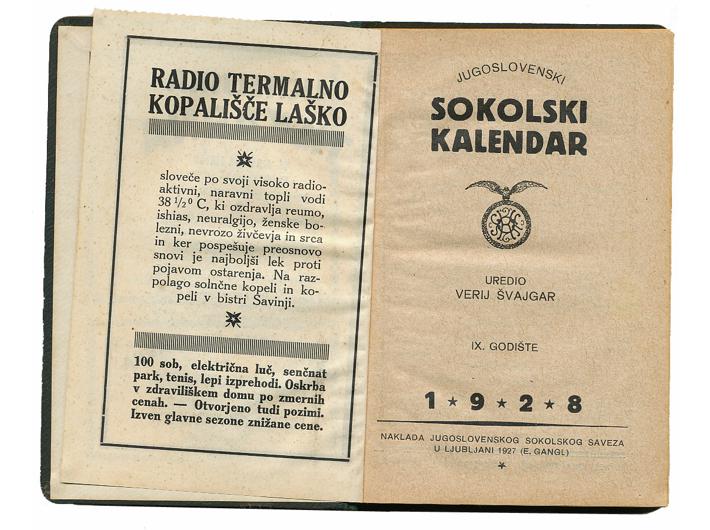 RADIO TERMALNO
KOPALIŠČE LAŠKO
sloveče po svoji visoko radio-
aktivni, naravni topli vodi
38 1/2⁰ C, ki ozdravlja reumo,
ishias, neuralgijo, ženske bo-
lezni, nevrozo živčevja in srca
in ker pospešuje preosnovo
snovi je najboljši lek proti
pojavom ostarenja. Na raz-
polago solnčne kopeli in ko-
peli v bistri Savinji.
100 sob, električna luč, senčnat
park, tenis, lepi izprehodi. Oskrba
v zdraviliškem domu po zmernih
cenah. — Otvorjeno tudi pozimi.
Izven glavne sezone znižane cene.
JUGOSLOVENSKI
SOKOLSKI
KALENDAR
UREDIO
VERIJ ŠVAJGAR
IX. GODIŠTE
1 ★ 9 ★ 2 ★ 8
NAKLADA JUGOSLOVENSKOG SOKOLSKOG SAVEZA
U LJUBLJANI 1927 (E. GANGL)